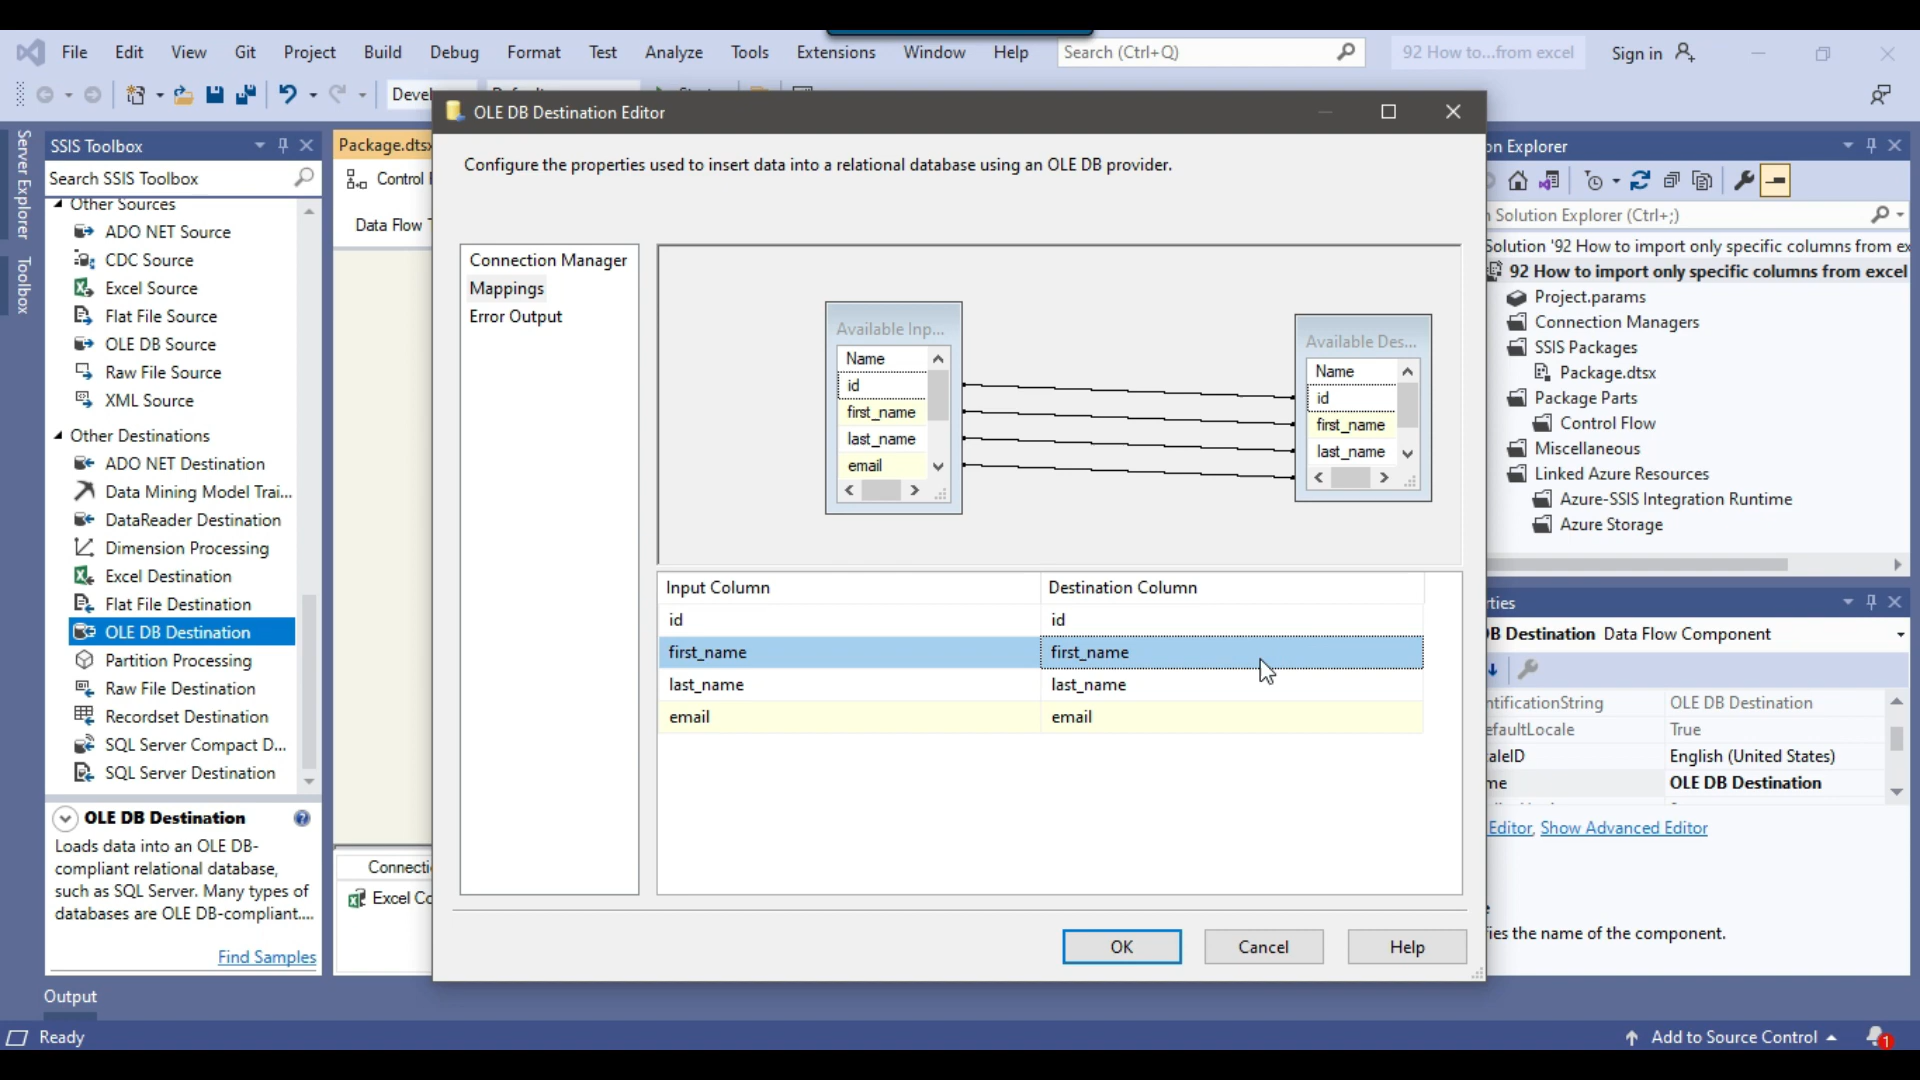 File Edit View Git Project Build Debug Format Test Analyze Tools Extensions Window Help Search (Ctrl+Q) 92 How to...from excel Sign in
OLE DB Destination Editor
Configure the properties used to insert data into a relational database using an OLE DB provider.
Connection Manager
Mappings
Error Output
Available Inp...
Name
id
first_name
last_name
email
Available Des...
Name
id
first_name
last_name
Input Column Destination Column
id id
first_name first_name
last_name last_name
email email
OK Cancel Help
Server Explorer
Toolbox
SSIS Toolbox
Search SSIS Toolbox
Other Sources
ADO NET Source
CDC Source
Excel Source
Flat File Source
OLE DB Source
Raw File Source
XML Source
Other Destinations
ADO NET Destination
Data Mining Model Trai...
DataReader Destination
Dimension Processing
Excel Destination
Flat File Destination
OLE DB Destination
Partition Processing
Raw File Destination
Recordset Destination
SQL Server Compact D...
SQL Server Destination
OLE DB Destination
Loads data into an OLE DB-
compliant relational database,
such as SQL Server. Many types of
databases are OLE DB-compliant....
Find Samples
Package.dts
Control
Data Flow
Explorer
Solution Explorer (Ctrl+;)
Solution '92 How to import only specific columns from
92 How to import only specific columns from excel
Project.params
Connection Managers
SSIS Packages
Package.dtsx
Package Parts
Control Flow
Miscellaneous
Linked Azure Resources
Azure-SSIS Integration Runtime
Azure Storage
Destination Data Flow Component
OLE DB Destination
True
English (United States)
OLE DB Destination
Editor, Show Advanced Editor
the name of the component.
Output
Ready Add to Source Control 1